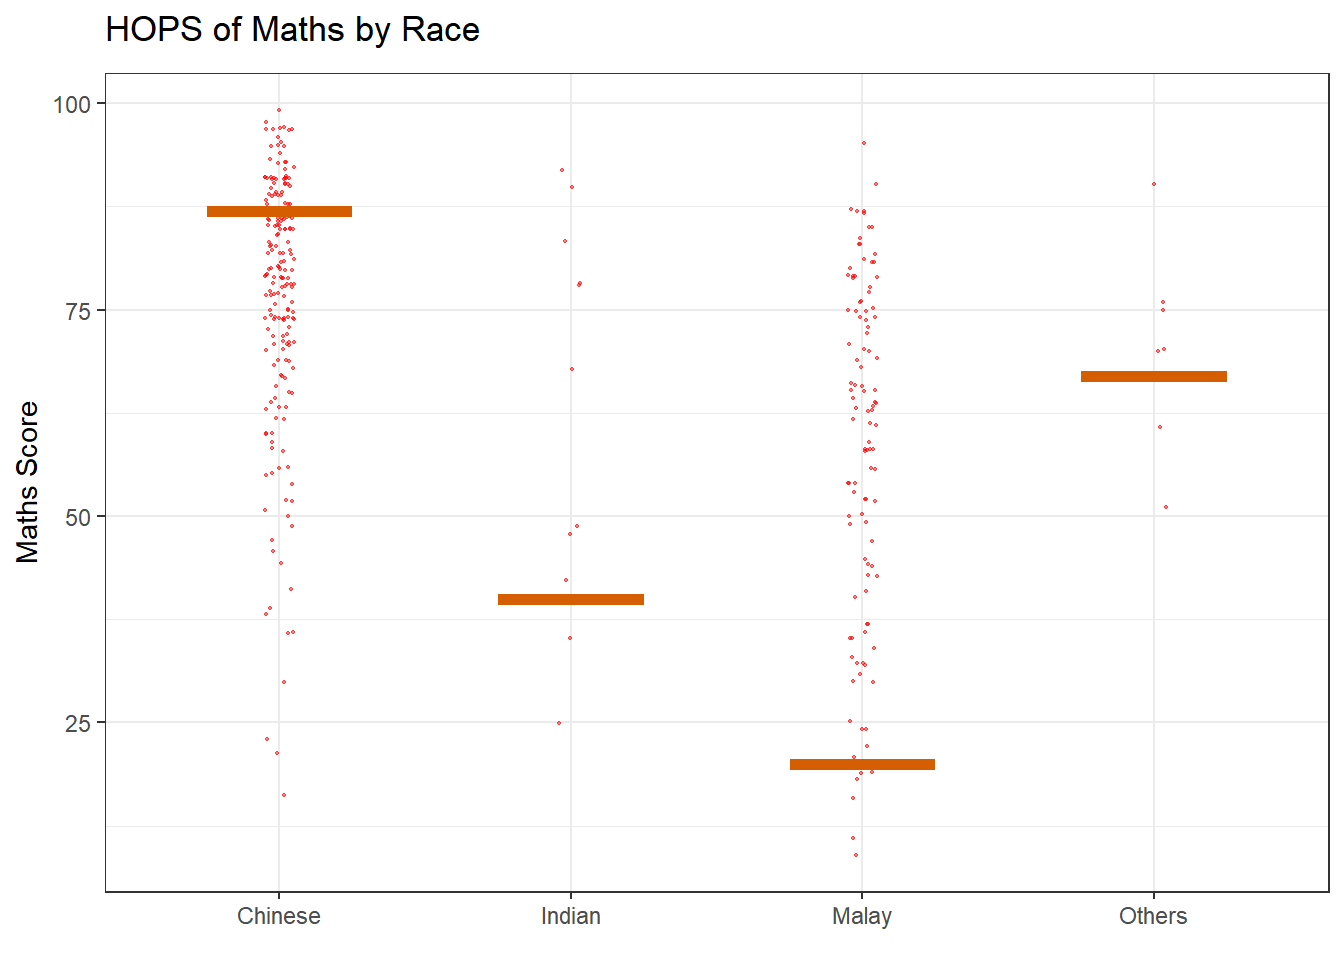 HOPS of Maths by Race
Maths Score
100
75
50
25
Chinese
Indian
Malay
Others